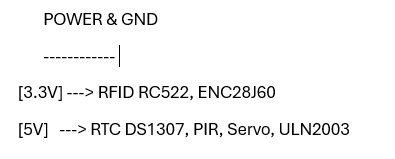 POWER & GND
------------
[3.3V] ---> RFID RC522, ENC28J60
[5V] ---> RTC DS1307, PIR, Servo, ULN2003